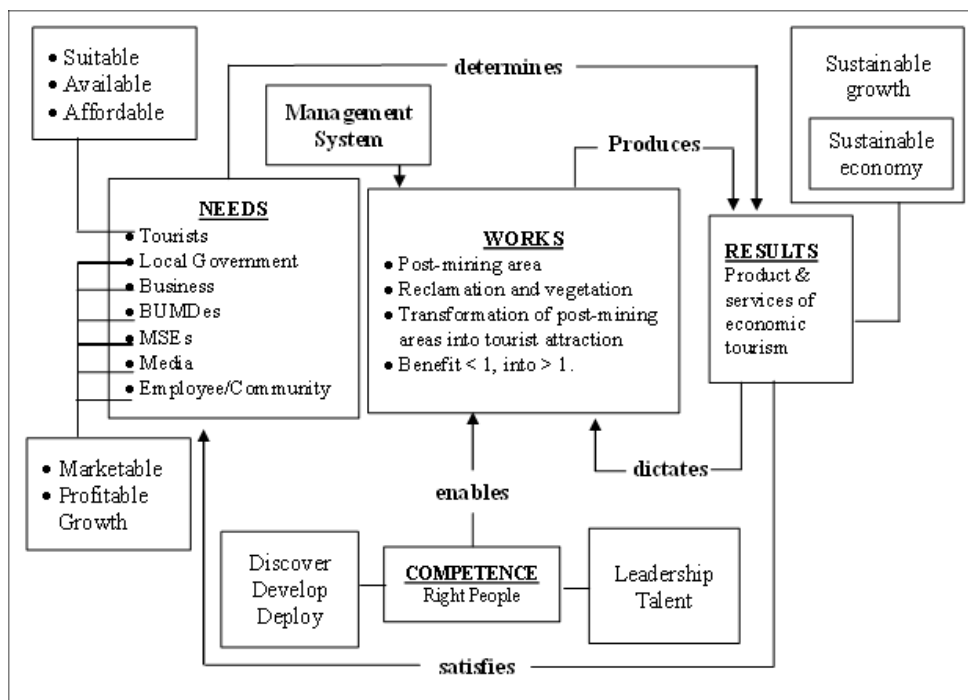 • Suitable
• Available
• Affordable
determines
Sustainable
growth
Sustainable
economy
Management
System
Produces
NEEDS
• Tourists
• Local Government
• Business
• BUMDes
• MSEs
• Media
• Employee/Community
WORKS
• Post-mining area
• Reclamation and vegetation
• Transformation of post-mining
areas into tourist attraction
• Benefit < 1, into > 1.
RESULTS
Product &
services of
economic
tourism
• Marketable
• Profitable
Growth
dictates
enables
Discover
Develop
Deploy
COMPETENCE
Right People
Leadership
Talent
satisfies